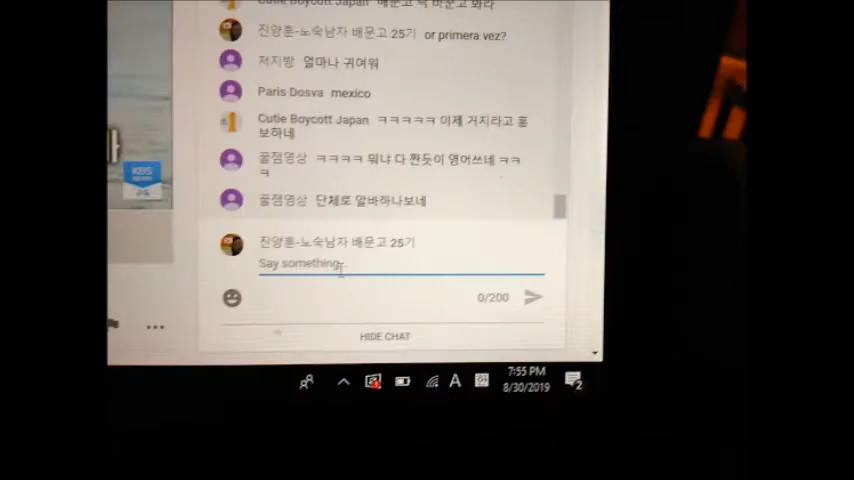 Cutie Boycott Japan
진양훈-노숙남자 배문고 25기 or primera vez?
저지방 얼마나 귀여워
Paris Dosva mexico
Cutie Boycott Japan ㅋㅋㅋㅋㅋ 이제 거지라고 홍
보하네
꿀잼영상 ㅋㅋㅋㅋ 뭐냐 다 짠듯이 영어쓰네 ㅋㅋ
ㅋ
꿀잼영상 단체로 알바하나보네
진양훈-노숙남자 배문고 25기
Say something...
0/200
HIDE CHAT
A 한
7:55 PM
8/30/2019
2